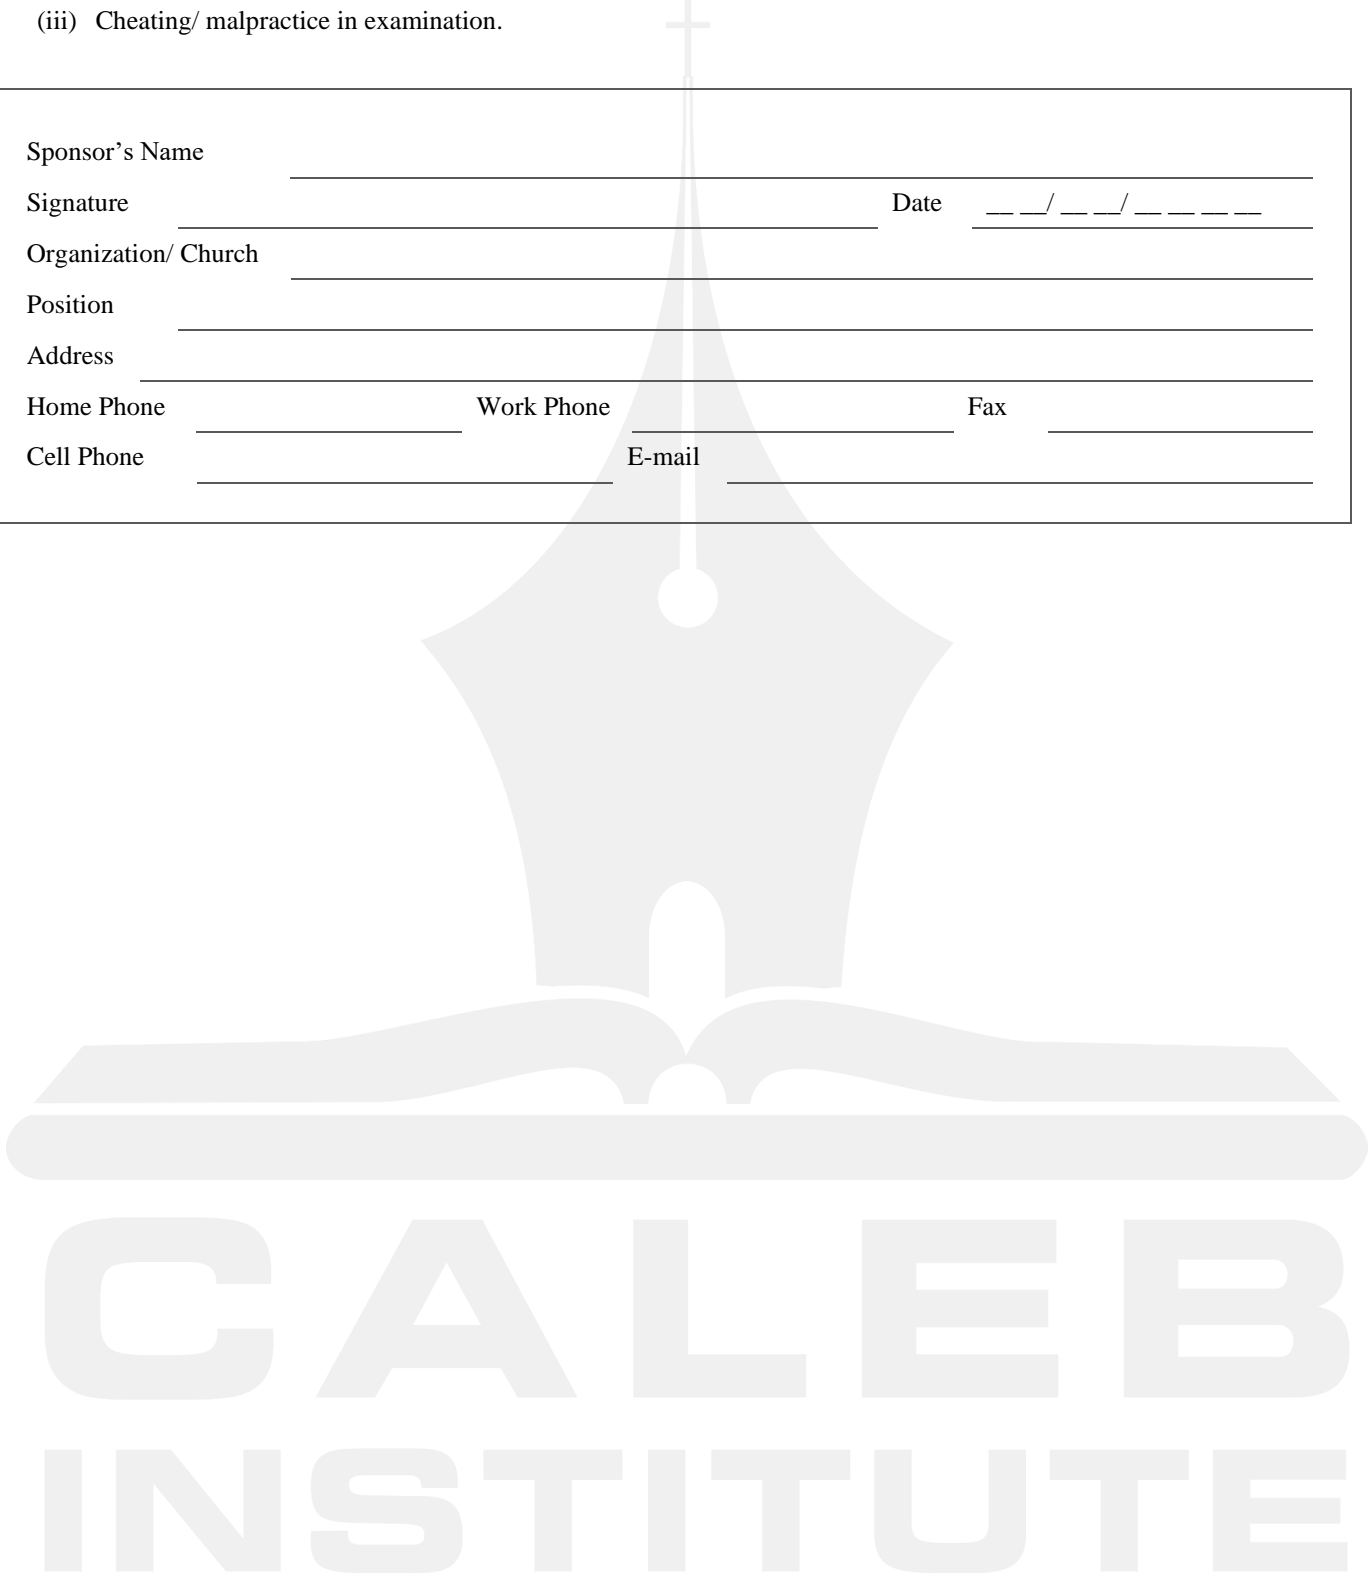 (iii) Cheating/ malpractice in examination.
Sponsor’s Name
Signature Date __ __/ __ __/ __ __ __ __
Organization/ Church
Position
Address
Home Phone Work Phone Fax
Cell Phone E-mail
CALEB
INSTITUTE